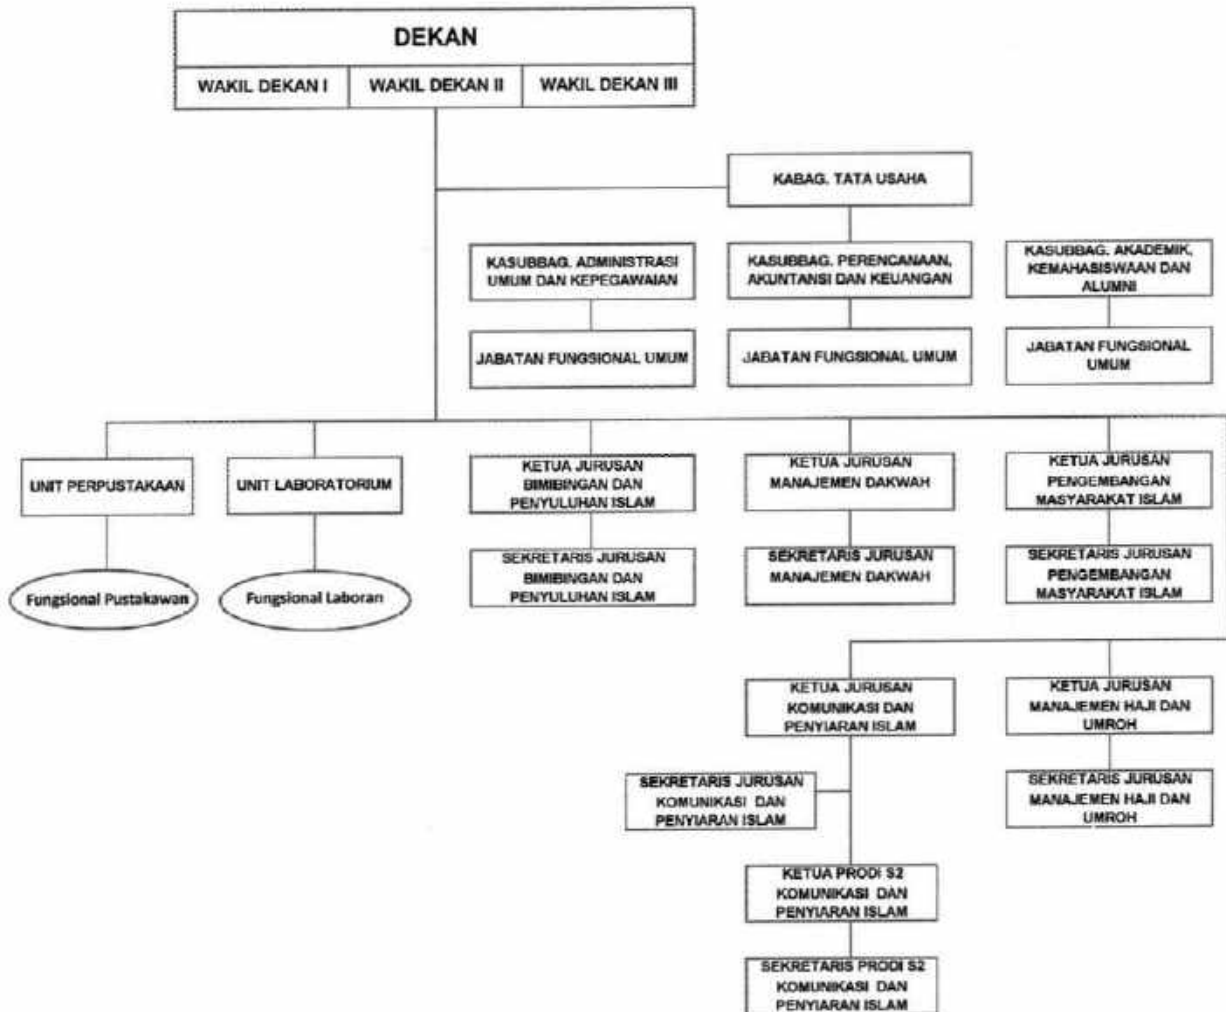 DEKAN
WAKIL DEKAN I
WAKIL DEKAN II
WAKIL DEKAN III
KABAG. TATA USAHA
KASUBBAG. ADMINISTRASI
UMUM DAN KEPEGAWAIAN
KASUBBAG. PERENCANAAN,
AKUNTANSI DAN KEUANGAN
KASUBBAG. AKADEMIK,
KEMAHASISWAAN DAN
ALUMNI
JABATAN FUNGSIONAL UMUM
JABATAN FUNGSIONAL UMUM
JABATAN FUNGSIONAL
UMUM
UNIT PERPUSTAKAAN
UNIT LABORATORIUM
KETUA JURUSAN
BIMIBINGAN DAN
PENYULUHAN ISLAM
KETUA JURUSAN
MANAJEMEN DAKWAH
KETUA JURUSAN
PENGEMBANGAN
MASYARAKAT ISLAM
Fungsional Pustakawan
Fungsional Laboran
SEKRETARIS JURUSAN
BIMIBINGAN DAN
PENYULUHAN ISLAM
SEKRETARIS JURUSAN
MANAJEMEN DAKWAH
SEKRETARIS JURUSAN
PENGEMBANGAN
MASYARAKAT ISLAM
KETUA JURUSAN
KOMUNIKASI DAN
PENYIARAN ISLAM
KETUA JURUSAN
MANAJEMEN HAJI DAN
UMROH
SEKRETARIS JURUSAN
KOMUNIKASI DAN
PENYIARAN ISLAM
SEKRETARIS JURUSAN
MANAJEMEN HAJI DAN
UMROH
KETUA PRODI S2
KOMUNIKASI DAN
PENYIARAN ISLAM
SEKRETARIS PRODI S2
KOMUNIKASI DAN
PENYIARAN ISLAM